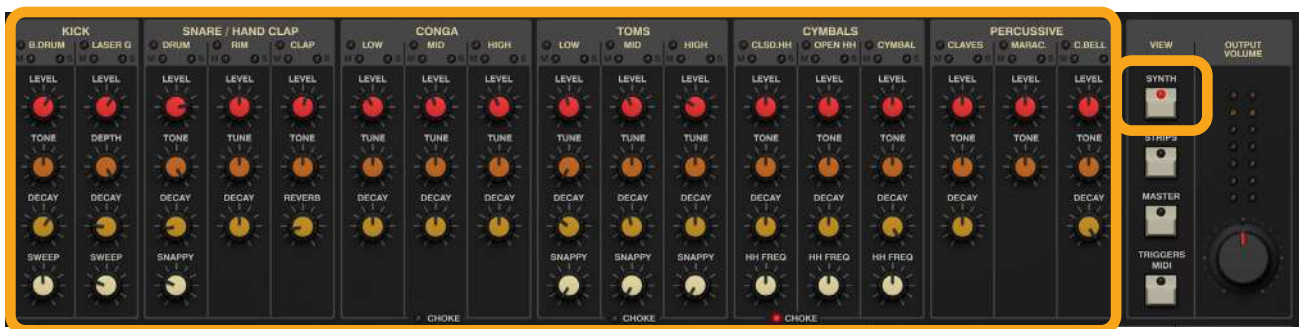 KICK SNARE / HAND CLAP CONGA TOMS CYMBALS PERCUSSIVE
B.DRUM LASER G DRUM RIM CLAP LOW MID HIGH LOW MID HIGH CLSD.HH OPEN HH CYMBAL CLAVES MARAC. C.BELL VIEW OUTPUT
VOLUME
M S M S M S M S M S M S M S M S M S M S M S M S M S M S M S M S M S
LEVEL LEVEL LEVEL LEVEL LEVEL LEVEL LEVEL LEVEL LEVEL LEVEL LEVEL LEVEL LEVEL LEVEL LEVEL LEVEL LEVEL SYNTH
TONE DEPTH TONE TUNE TONE TUNE TUNE TUNE TUNE TUNE TUNE TONE TONE TONE TONE TONE TONE STRIPS
DECAY DECAY DECAY DECAY REVERB DECAY DECAY DECAY DECAY DECAY DECAY DECAY DECAY DECAY DECAY DECAY MASTER
SWEEP SWEEP SNAPPY SNAPPY SNAPPY SNAPPY HH FREQ HH FREQ HH FREQ TRIGGERS
MIDI
CHOKE CHOKE CHOKE